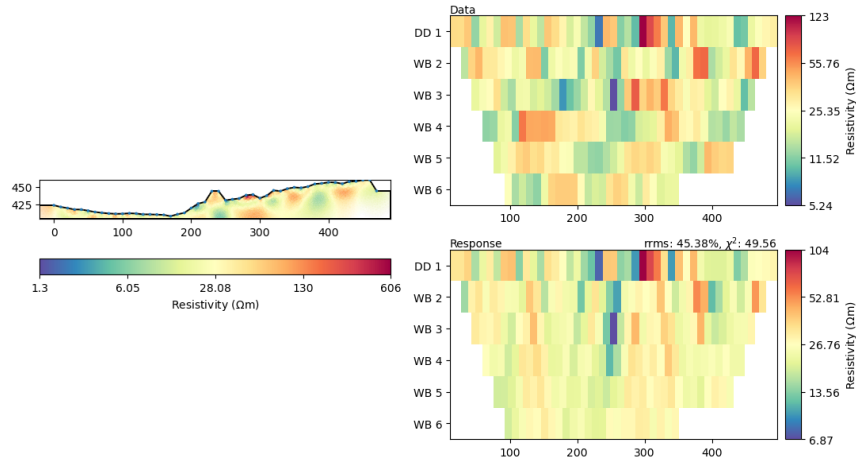 Data
DD 1
WB 2
WB 3
WB 4
WB 5
WB 6
100 200 300 400
123
55.76
25.35
11.52
5.24
Resistivity (Ωm)
450
425
0 100 200 300 400
1.3 6.05 28.08 130 606
Resistivity (Ωm)
Response rrms: 45.38%, χ²: 49.56
DD 1
WB 2
WB 3
WB 4
WB 5
WB 6
100 200 300 400
104
52.81
26.76
13.56
6.87
Resistivity (Ωm)